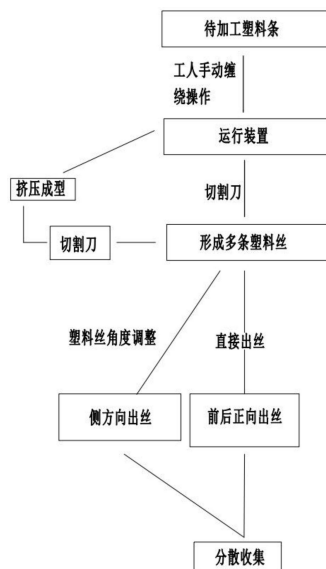 待加工塑料条
工人手动缠
绕操作
运行装置
挤压成型
切割刀
切割刀
形成多条塑料丝
塑料丝角度调整
直接出丝
侧方向出丝
前后正向出丝
分散收集